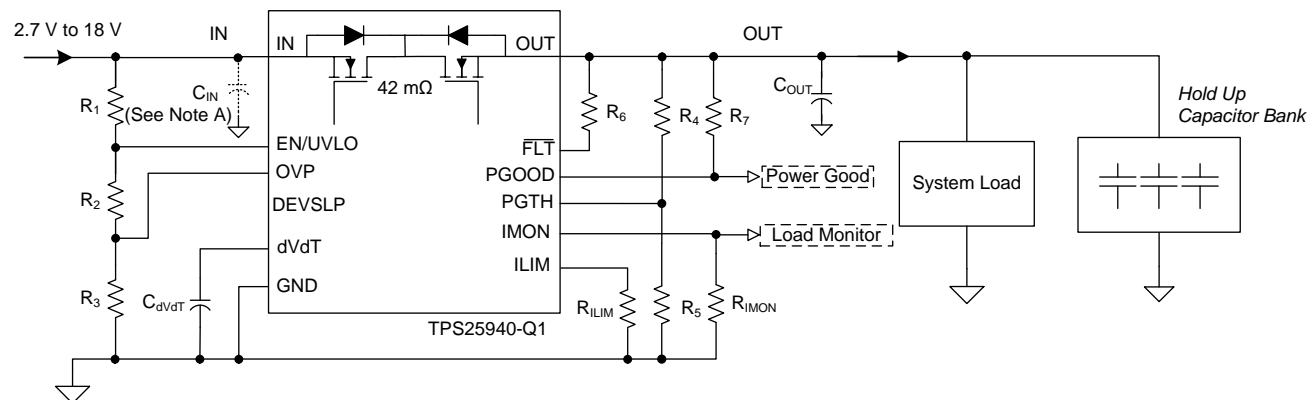 2.7 V to 18 V
IN
IN
OUT
OUT
42 mΩ
R1
CIN
(See Note A)
R6
R4
R7
COUT
Hold Up
Capacitor Bank
EN/UVLO
FLT
OVP
PGOOD
Power Good
R2
DEVSLP
PGTH
System Load
dVdT
IMON
Load Monitor
ILIM
GND
R3
CdVdT
RILIM
R5
RIMON
TPS25940-Q1